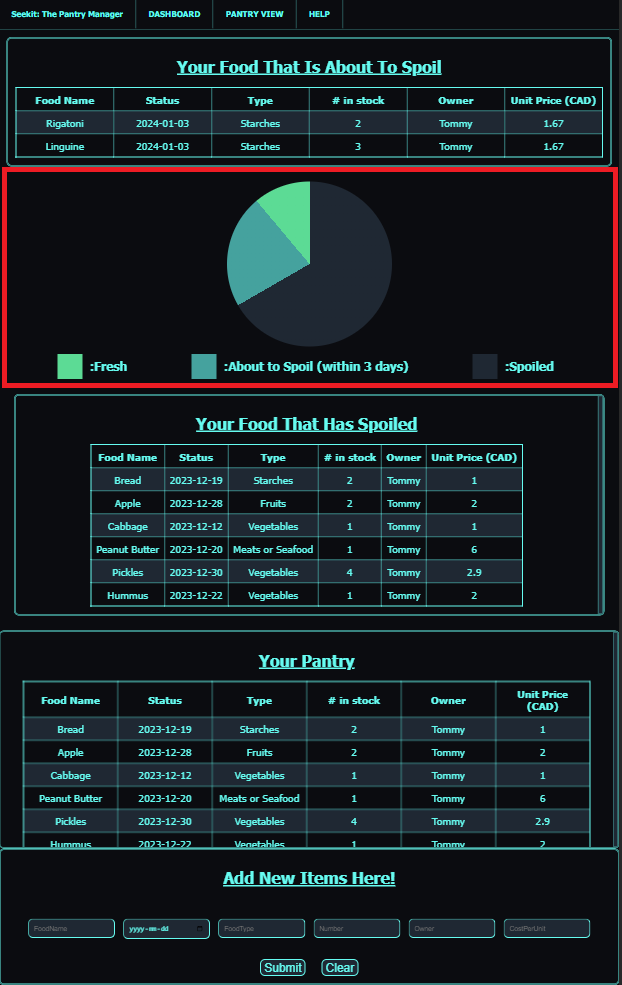 Seekit: The Pantry Manager DASHBOARD PANTRY VIEW HELP
Your Food That Is About To Spoil
Food Name Status Type # in stock Owner Unit Price (CAD)
Rigatoni 2024-01-03 Starches 2 Tommy 1.67
Linguine 2024-01-03 Starches 3 Tommy 1.67
:Fresh :About to Spoil (within 3 days) :Spoiled
Your Food That Has Spoiled
Food Name Status Type # in stock Owner Unit Price (CAD)
Bread 2023-12-19 Starches 2 Tommy 1
Apple 2023-12-28 Fruits 2 Tommy 2
Cabbage 2023-12-12 Vegetables 1 Tommy 1
Peanut Butter 2023-12-20 Meats or Seafood 1 Tommy 6
Pickles 2023-12-30 Vegetables 4 Tommy 2.9
Hummus 2023-12-22 Vegetables 1 Tommy 2
Your Pantry
Food Name Status Type # in stock Owner Unit Price
(CAD)
Bread 2023-12-19 Starches 2 Tommy 1
Apple 2023-12-28 Fruits 2 Tommy 2
Cabbage 2023-12-12 Vegetables 1 Tommy 1
Peanut Butter 2023-12-20 Meats or Seafood 1 Tommy 6
Pickles 2023-12-30 Vegetables 4 Tommy 2.9
Hummus 2023-12-22 Vegetables 1 Tommy 2
Add New Items Here!
FoodName yyyy-mm-dd FoodType Number Owner CostPerUnit
Submit Clear